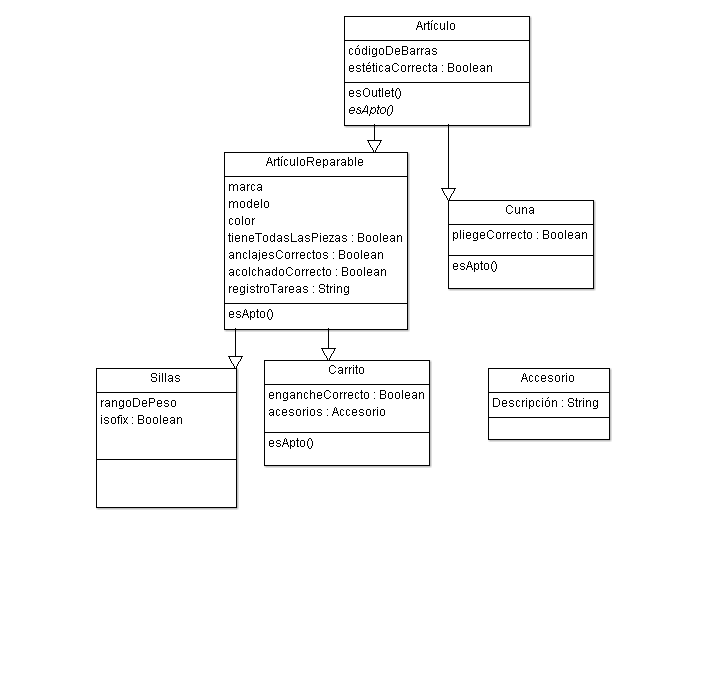 Artículo
códigoDeBarras
estéticaCorrecta : Boolean
esOutlet()
esApto()
ArtículoReparable
marca
modelo
color
tieneTodasLasPiezas : Boolean
anclajesCorrectos : Boolean
acolchadoCorrecto : Boolean
registroTareas : String
esApto()
Cuna
pliegeCorrecto : Boolean
esApto()
Sillas
rangoDePeso
isofix : Boolean
Carrito
engancheCorrecto : Boolean
acesorios : Accesorio
esApto()
Accesorio
Descripción : String